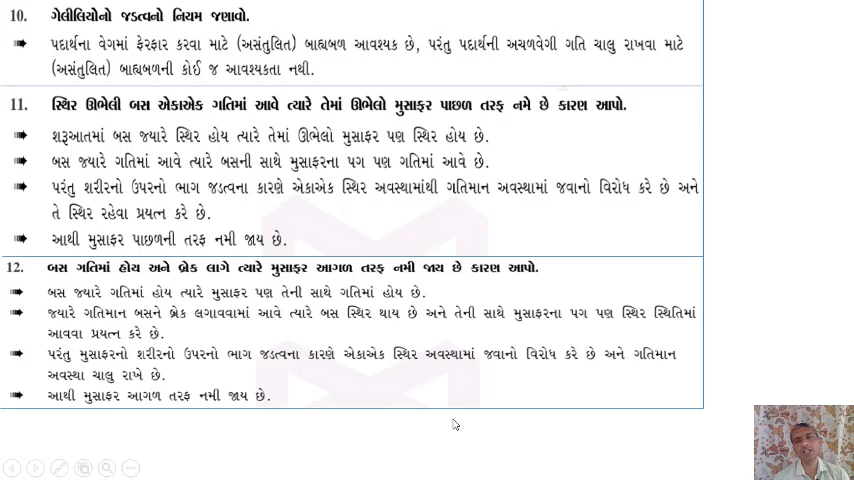 10. ગેલીલિયોનો જડત્વનો નિયમ જણાવો.
➠ પદાર્થના વેગમાં ફેરફાર કરવા માટે (અસંતુલિત) બાહ્યબળ આવશ્યક છે, પરંતુ પદાર્થની અચળવેગી ગતિ ચાલુ રાખવા માટે
(અસંતુલિત) બાહ્યબળની કોઈ જ આવશ્યકતા નથી.
11. સ્થિર ઊભેલી બસ એકાએક ગતિમાં આવે ત્યારે તેમાં ઊભેલો મુસાફર પાછળ તરફ નમે છે કારણ આપો.
➠ શરૂઆતમાં બસ જ્યારે સ્થિર હોય ત્યારે તેમાં ઊભેલો મુસાફર પણ સ્થિર હોય છે.
➠ બસ જ્યારે ગતિમાં આવે ત્યારે બસની સાથે મુસાફરના પગ પણ ગતિમાં આવે છે.
➠ પરંતુ શરીરનો ઉપરનો ભાગ જડત્વના કારણે એકાએક સ્થિર અવસ્થામાંથી ગતિમાન અવસ્થામાં જવાનો વિરોધ કરે છે અને
તે સ્થિર રહેવા પ્રયત્ન કરે છે.
➠ આથી મુસાફર પાછળની તરફ નમી જાય છે.
12. બસ ગતિમાં હોય અને બ્રેક લાગે ત્યારે મુસાફર આગળ તરફ નમી જાય છે કારણ આપો.
➠ બસ જ્યારે ગતિમાં હોય ત્યારે મુસાફર પણ તેની સાથે ગતિમાં હોય છે.
➠ જ્યારે ગતિમાન બસને બ્રેક લગાવવામાં આવે ત્યારે બસ સ્થિર થાય છે અને તેની સાથે મુસાફરના પગ પણ સ્થિર સ્થિતિમાં
આવવા પ્રયત્ન કરે છે.
➠ પરંતુ મુસાફરનો શરીરનો ઉપરનો ભાગ જડત્વના કારણે એકાએક સ્થિર અવસ્થામાં જવાનો વિરોધ કરે છે અને ગતિમાન
અવસ્થા ચાલુ રાખે છે.
➠ આથી મુસાફર આગળ તરફ નમી જાય છે.